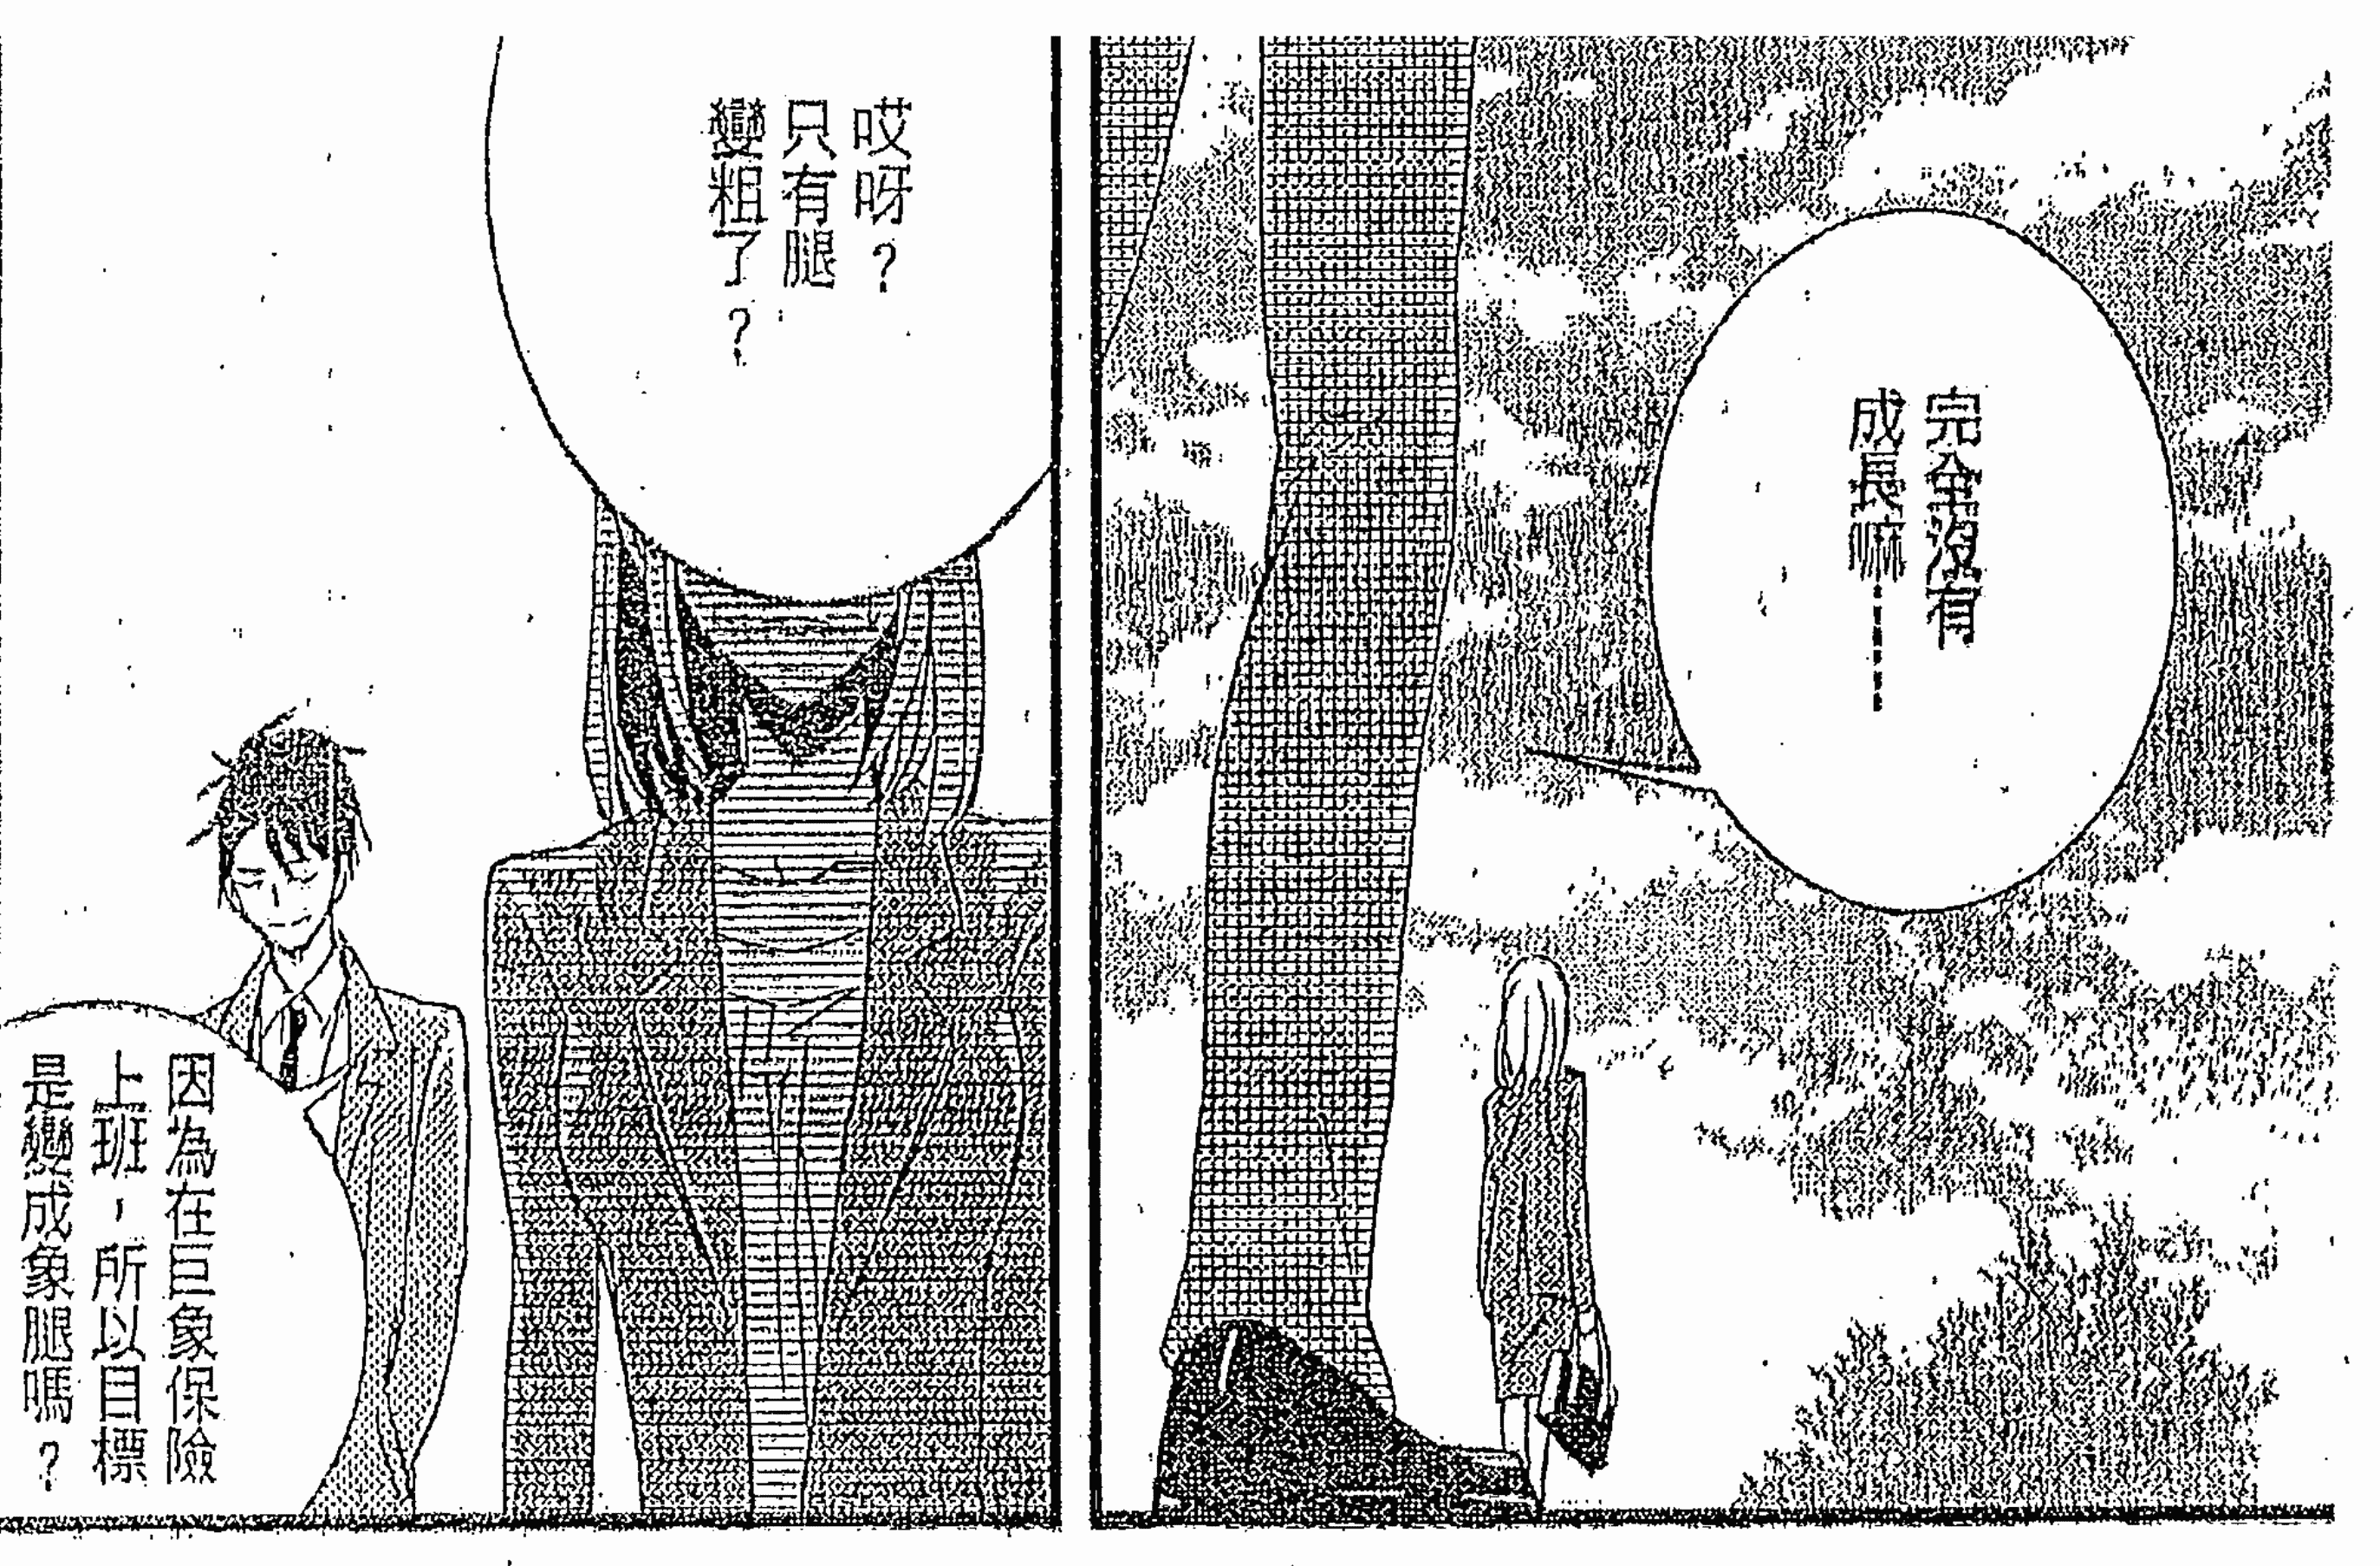 完全沒有
成長嘛………
哎呀？
只有腿
變粗了？
因為在巨象保險
上班，所以目標
是變成象腿嗎？